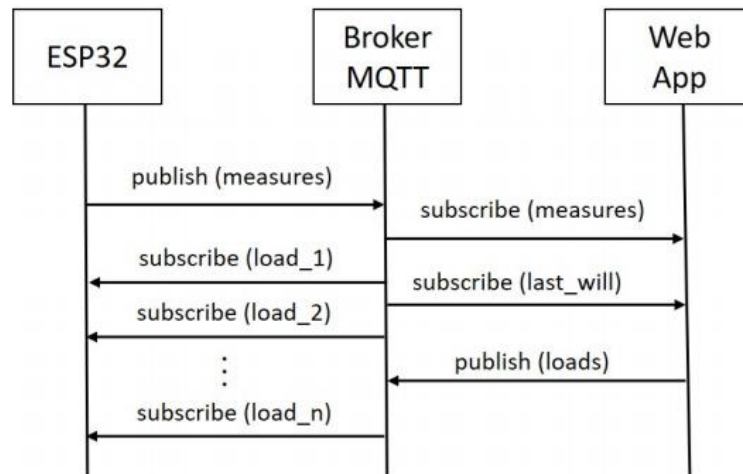 ESP32
Broker
MQTT
Web
App
publish (measures)
subscribe (measures)
subscribe (load_1)
subscribe (last_will)
subscribe (load_2)
publish (loads)
subscribe (load_n)